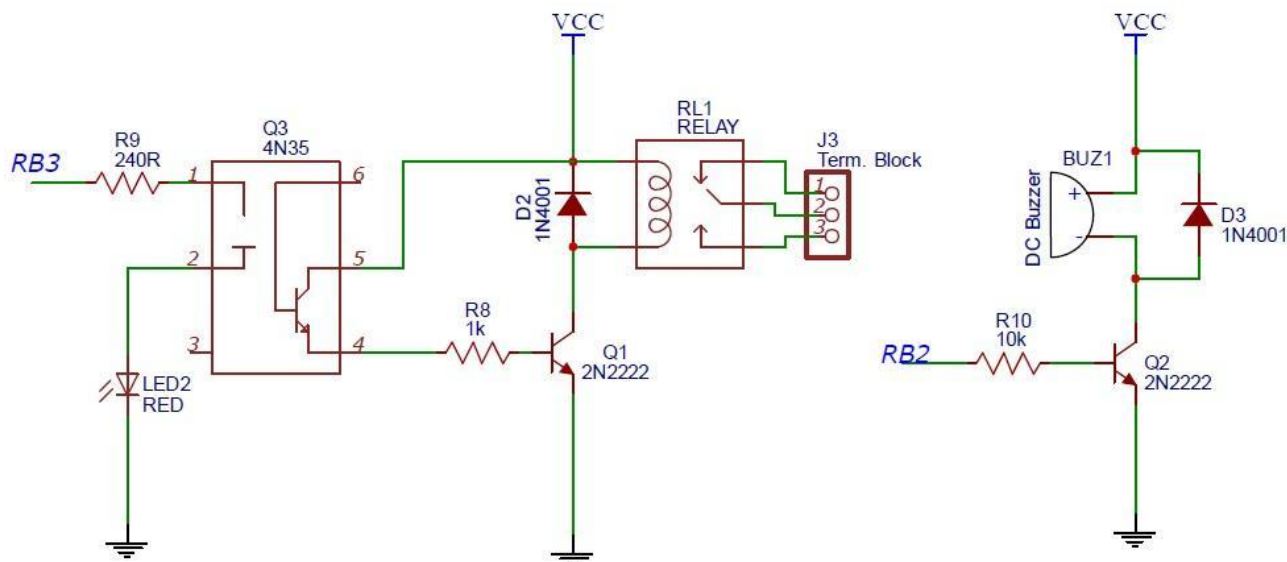 VCC
VCC
RL1
RELAY
J3
Term. Block
R9
240R
RB3
Q3
4N35
1
6
2
5
3
4
D2
1N4001
1
2
3
BUZ1
DC Buzzer
+
-
D3
1N4001
R8
1k
Q1
2N2222
R10
10k
RB2
Q2
2N2222
LED2
RED